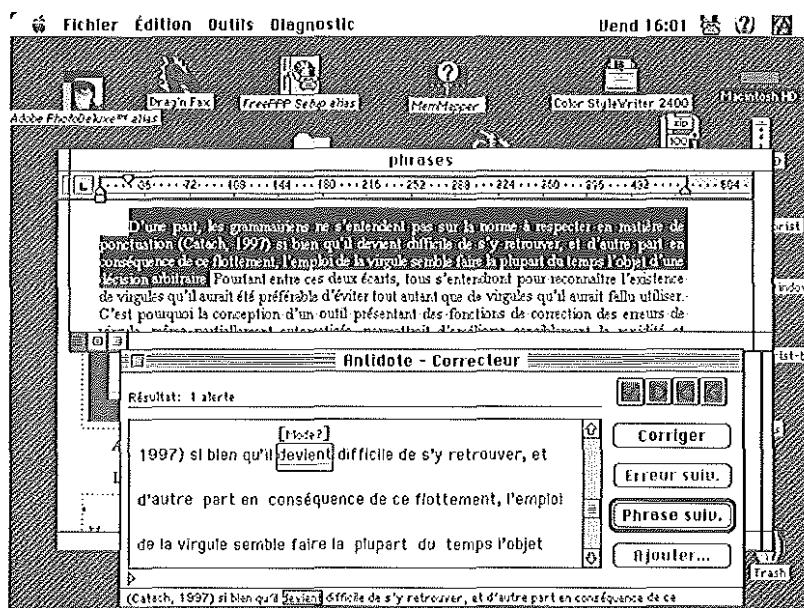 Fichier Édition Outils Diagnostic Vend 16:01
Adobe PhotoDeluxe™ alias
Drag'n Fax
FreePPP Setup alias
MemMapper
Color StyleWriter 2400
Macintosh HD
zip
100
phrases
D'une part, les grammairiens ne s'entendent pas sur la norme à respecter en matière de
ponctuation (Catach, 1997) si bien qu'il devient difficile de s'y retrouver, et d'autre part en
conséquence de ce flottement, l'emploi de la virgule semble faire la plupart du temps l'objet d'une
décision arbitraire. Pourtant entre ces deux écarts, tous s'entendront pour reconnaître l'existence
de virgules qu'il aurait été préférable d'éviter tout autant que de virgules qu'il aurait fallu utiliser.
C'est pourquoi la conception d'un outil présentant des fonctions de correction des erreurs de
Antidote - Correcteur
Résultat: 1 alerte
[Mode?]
1997) si bien qu'il devient difficile de s'y retrouver, et
d'autre part en conséquence de ce flottement, l'emploi
de la virgule semble faire la plupart du temps l'objet
Corriger
Erreur suiv.
Phrase suiv.
Ajouter...
Trash
(Catach, 1997) si bien qu'il devient difficile de s'y retrouver, et d'autre part en conséquence de ce